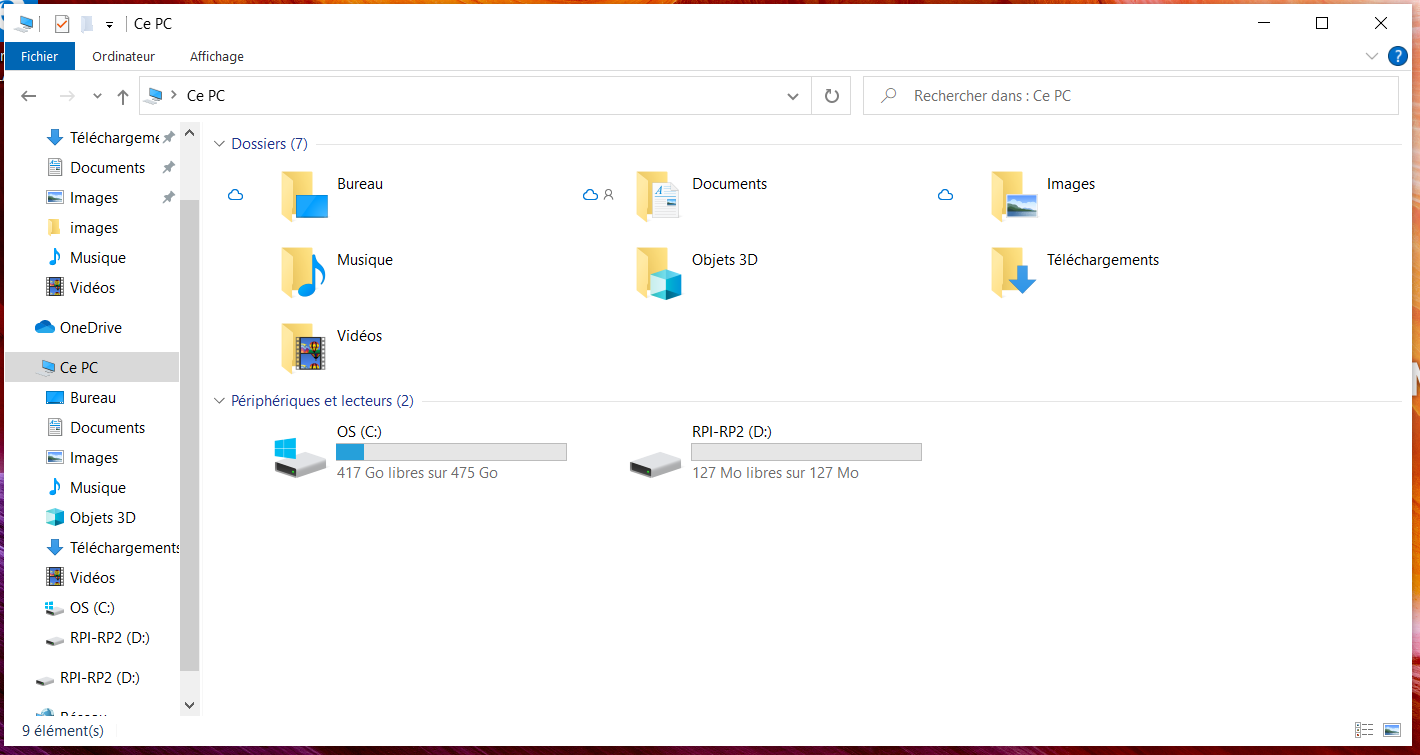 Ce PC
Fichier Ordinateur Affichage ?
Ce PC Rechercher dans : Ce PC
Téléchargeme
Documents
Images
images
Musique
Vidéos
OneDrive
Ce PC
Bureau
Documents
Images
Musique
Objets 3D
Téléchargements
Vidéos
OS (C:)
RPI-RP2 (D:)
RPI-RP2 (D:)
Réseau
Dossiers (7)
Bureau Documents Images
Musique Objets 3D Téléchargements
Vidéos
Périphériques et lecteurs (2)
OS (C:)
417 Go libres sur 475 Go
RPI-RP2 (D:)
127 Mo libres sur 127 Mo
9 élément(s)